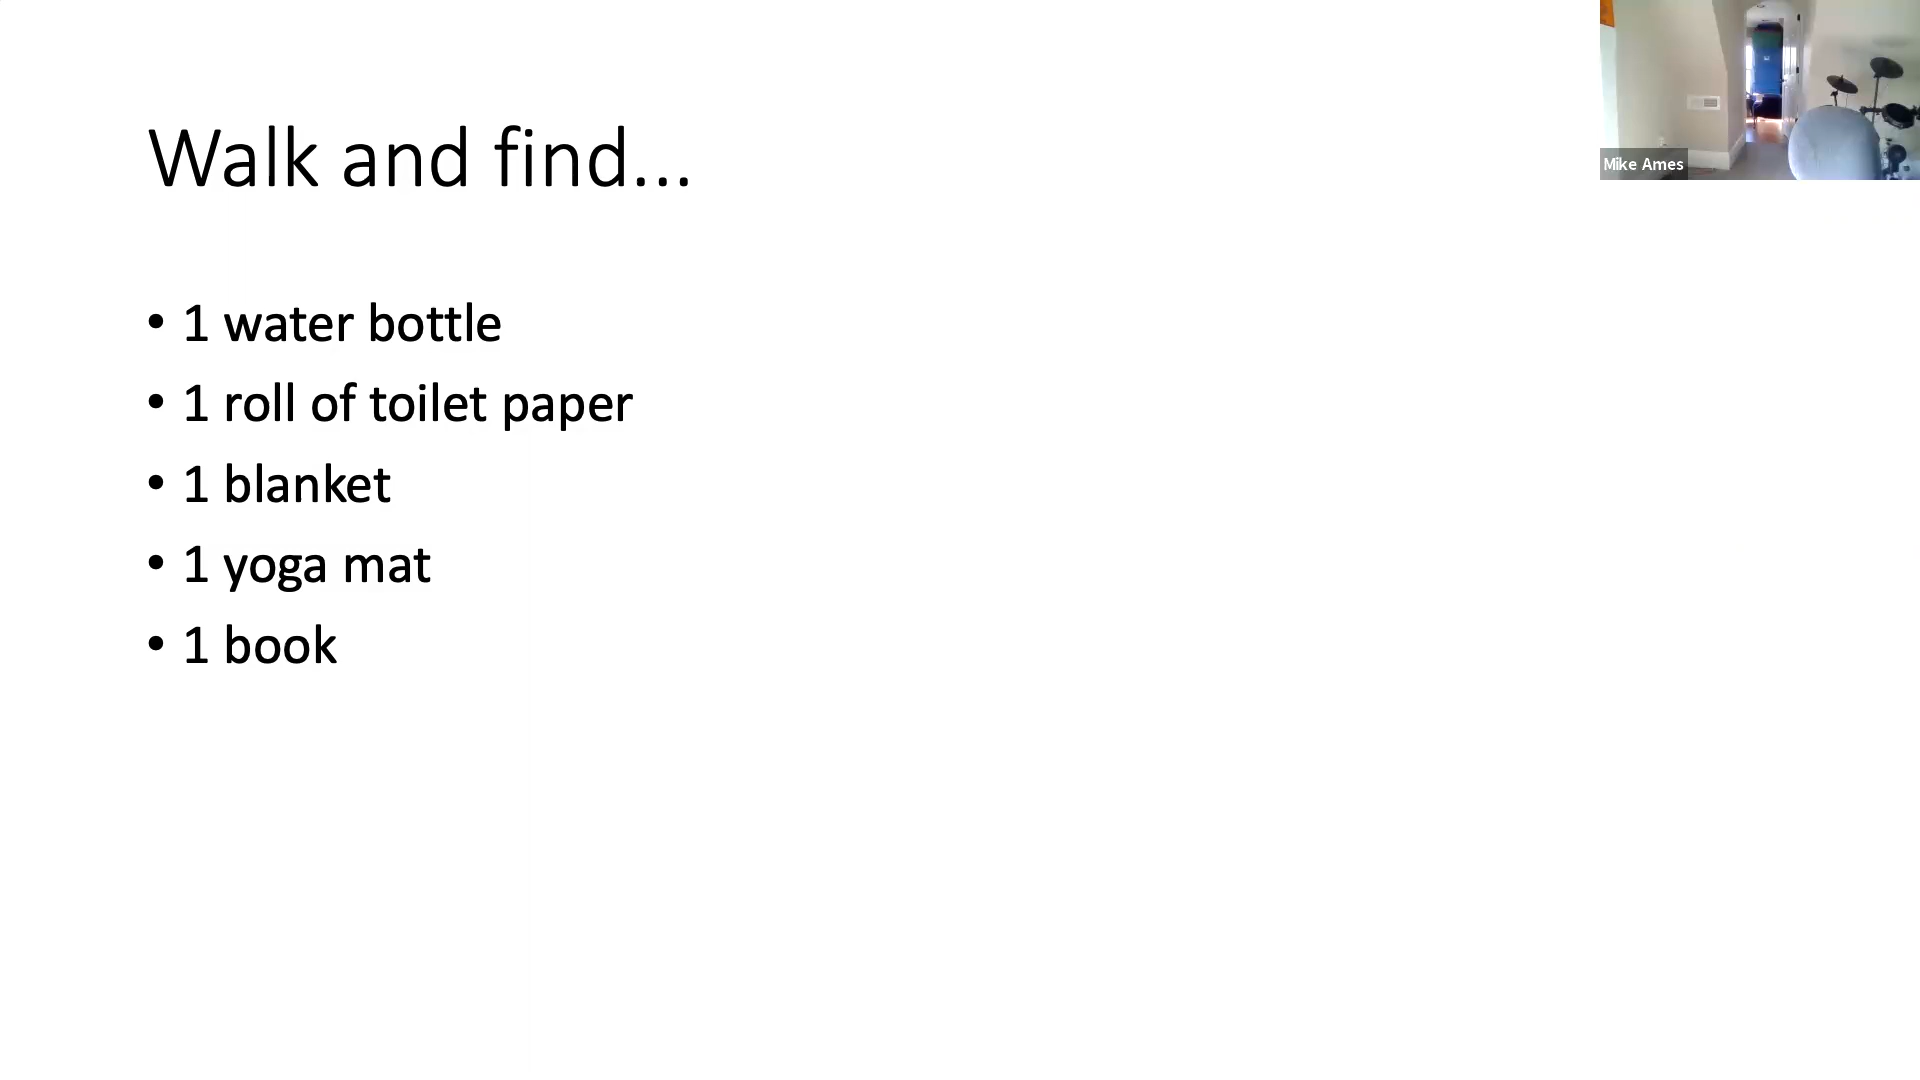 Walk and find...
• 1 water bottle
• 1 roll of toilet paper
• 1 blanket
• 1 yoga mat
• 1 book
Mike Ames